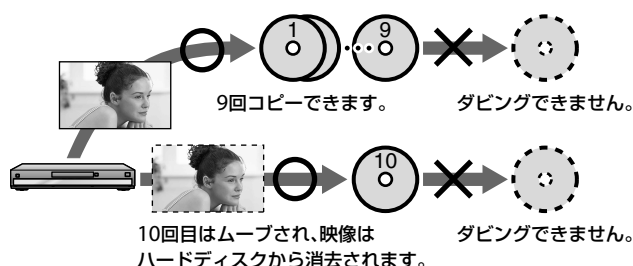 1
9
9回コピーできます。
ダビングできません。
10
10回目はムーブされ、映像は
ハードディスクから消去されます。
ダビングできません。